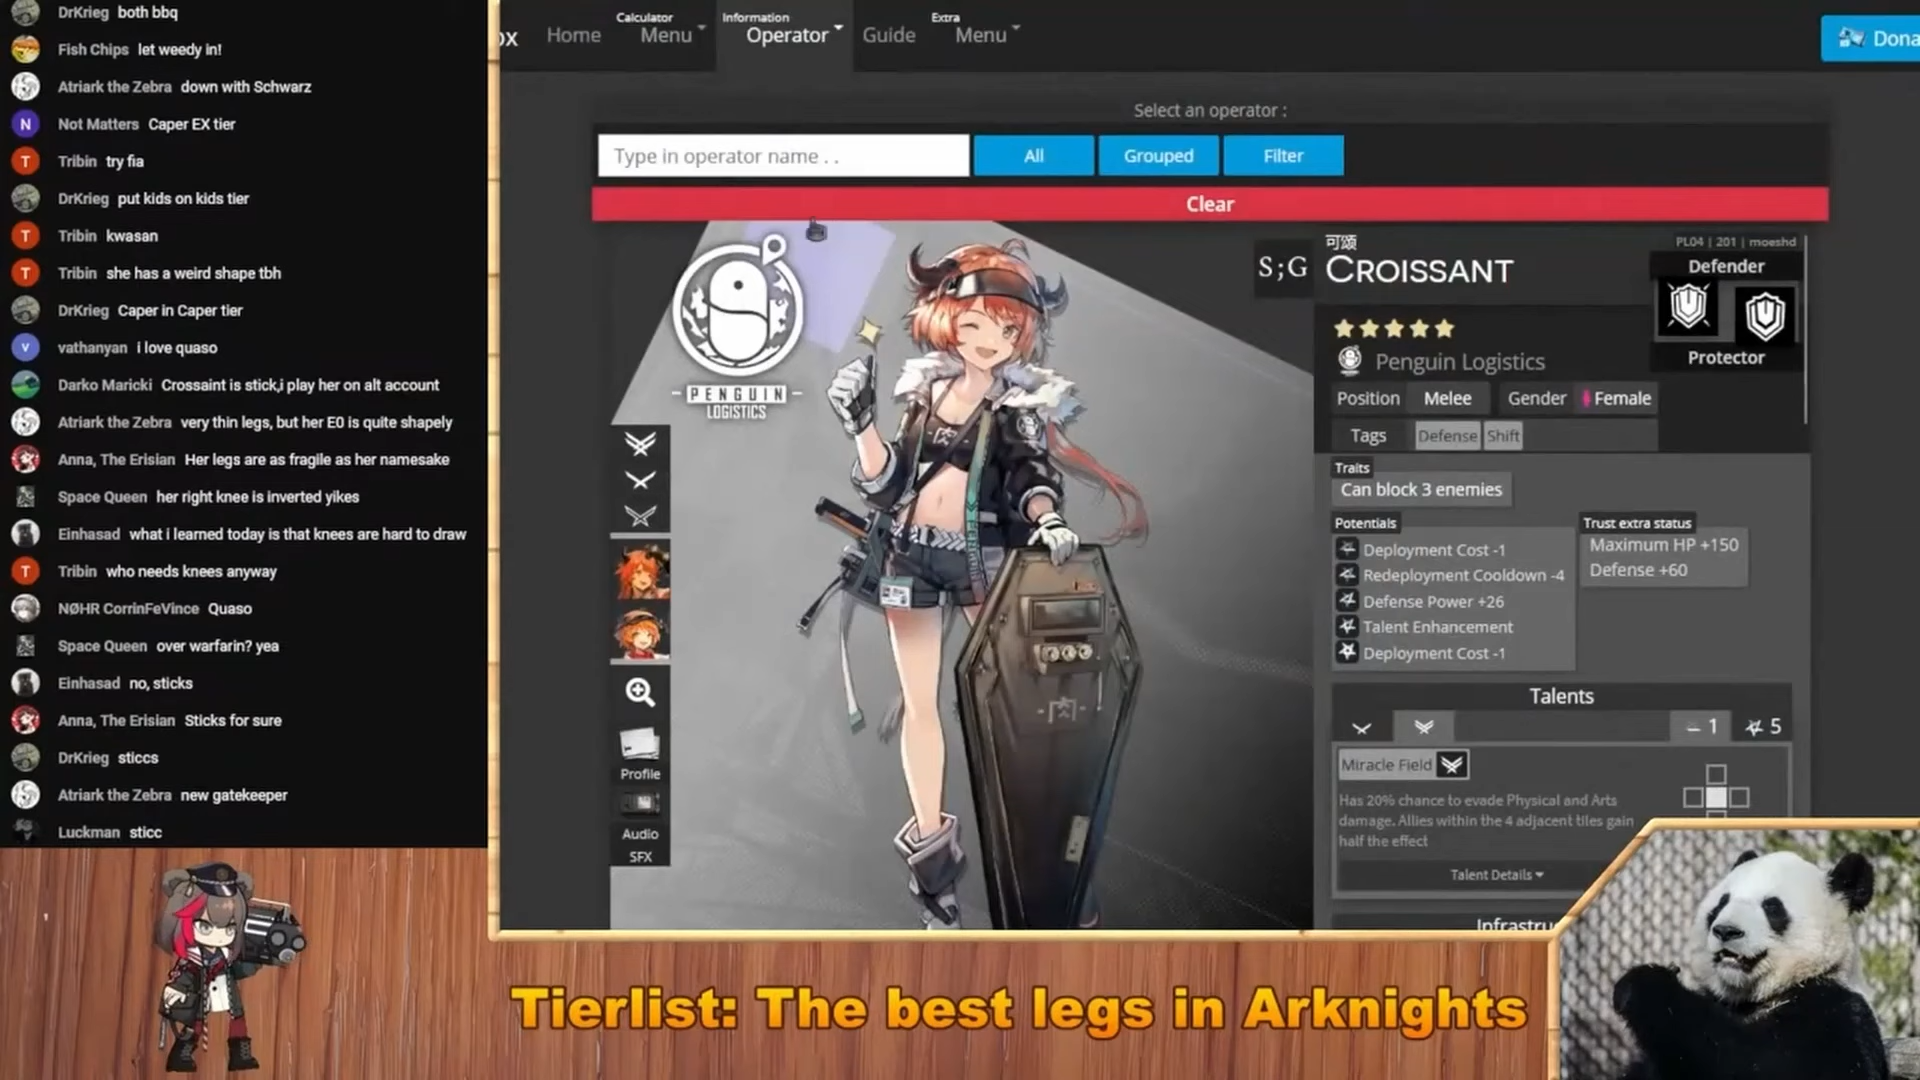 DrKrieg both bbq
Fish Chips let weedy in!
Atriark the Zebra down with Schwarz
N Not Matters Caper EX tier
T Tribin try fia
DrKrieg put kids on kids tier
T Tribin kwasan
T Tribin she has a weird shape tbh
DrKrieg Caper in Caper tier
v vathanyan i love quaso
Darko Maricki Crossaint is stick,i play her on alt account
Atriark the Zebra very thin legs, but her E0 is quite shapely
Anna, The Erisian Her legs are as fragile as her namesake
Space Queen her right knee is inverted yikes
Einhasad what i learned today is that knees are hard to draw
T Tribin who needs knees anyway
NØHR CorrinFeVince Quaso
Space Queen over warfarin? yea
Einhasad no, sticks
Anna, The Erisian Sticks for sure
DrKrieg sticcs
Atriark the Zebra new gatekeeper
Luckman sticc
ox Home Calculator Menu Information Operator Guide Extra Menu Dona
Select an operator :
Type in operator name . . All Grouped Filter
Clear
PENGUIN
LOGISTICS
Profile
Audio
SFX
S;G 可颂 CROISSANT
PL04 | 201 | moeshd
Defender
Protector
Penguin Logistics
Position Melee Gender Female
Tags Defense Shift
Traits
Can block 3 enemies
Potentials
Deployment Cost -1
Redeployment Cooldown -4
Defense Power +26
Talent Enhancement
Deployment Cost -1
Trust extra status
Maximum HP +150
Defense +60
Talents
1 5
Miracle Field
Has 20% chance to evade Physical and Arts
damage. Allies within the 4 adjacent tiles gain
half the effect
Talent Details
Infrastru
Tierlist: The best legs in Arknights